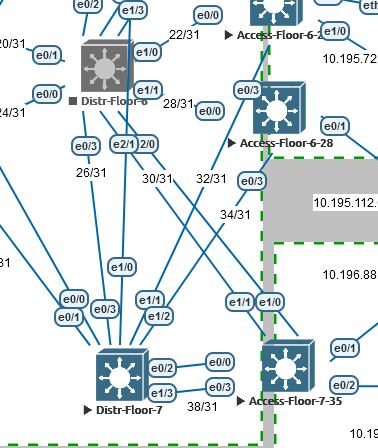 e0/2
e1/3
e0/0
eth
22/31
Access-Floor-6-2
e1/0
20/31
e0/1
e1/0
10.195.72
e0/0
Distr-Floor-6
e1/1
28/31
e0/3
24/31
e0/0
e0/1
Access-Floor-6-28
e0/3
e2/1
2/0
26/31
30/31
32/31
e0/3
34/31
10.195.112.
31
e1/0
10.196.88
e0/0
e0/3
e1/1
e1/1
e1/0
e0/1
e1/2
e0/2
e0/0
e0/1
e1/3
e0/3
e0/2
Distr-Floor-7
38/31
Access-Floor-7-35
10.19